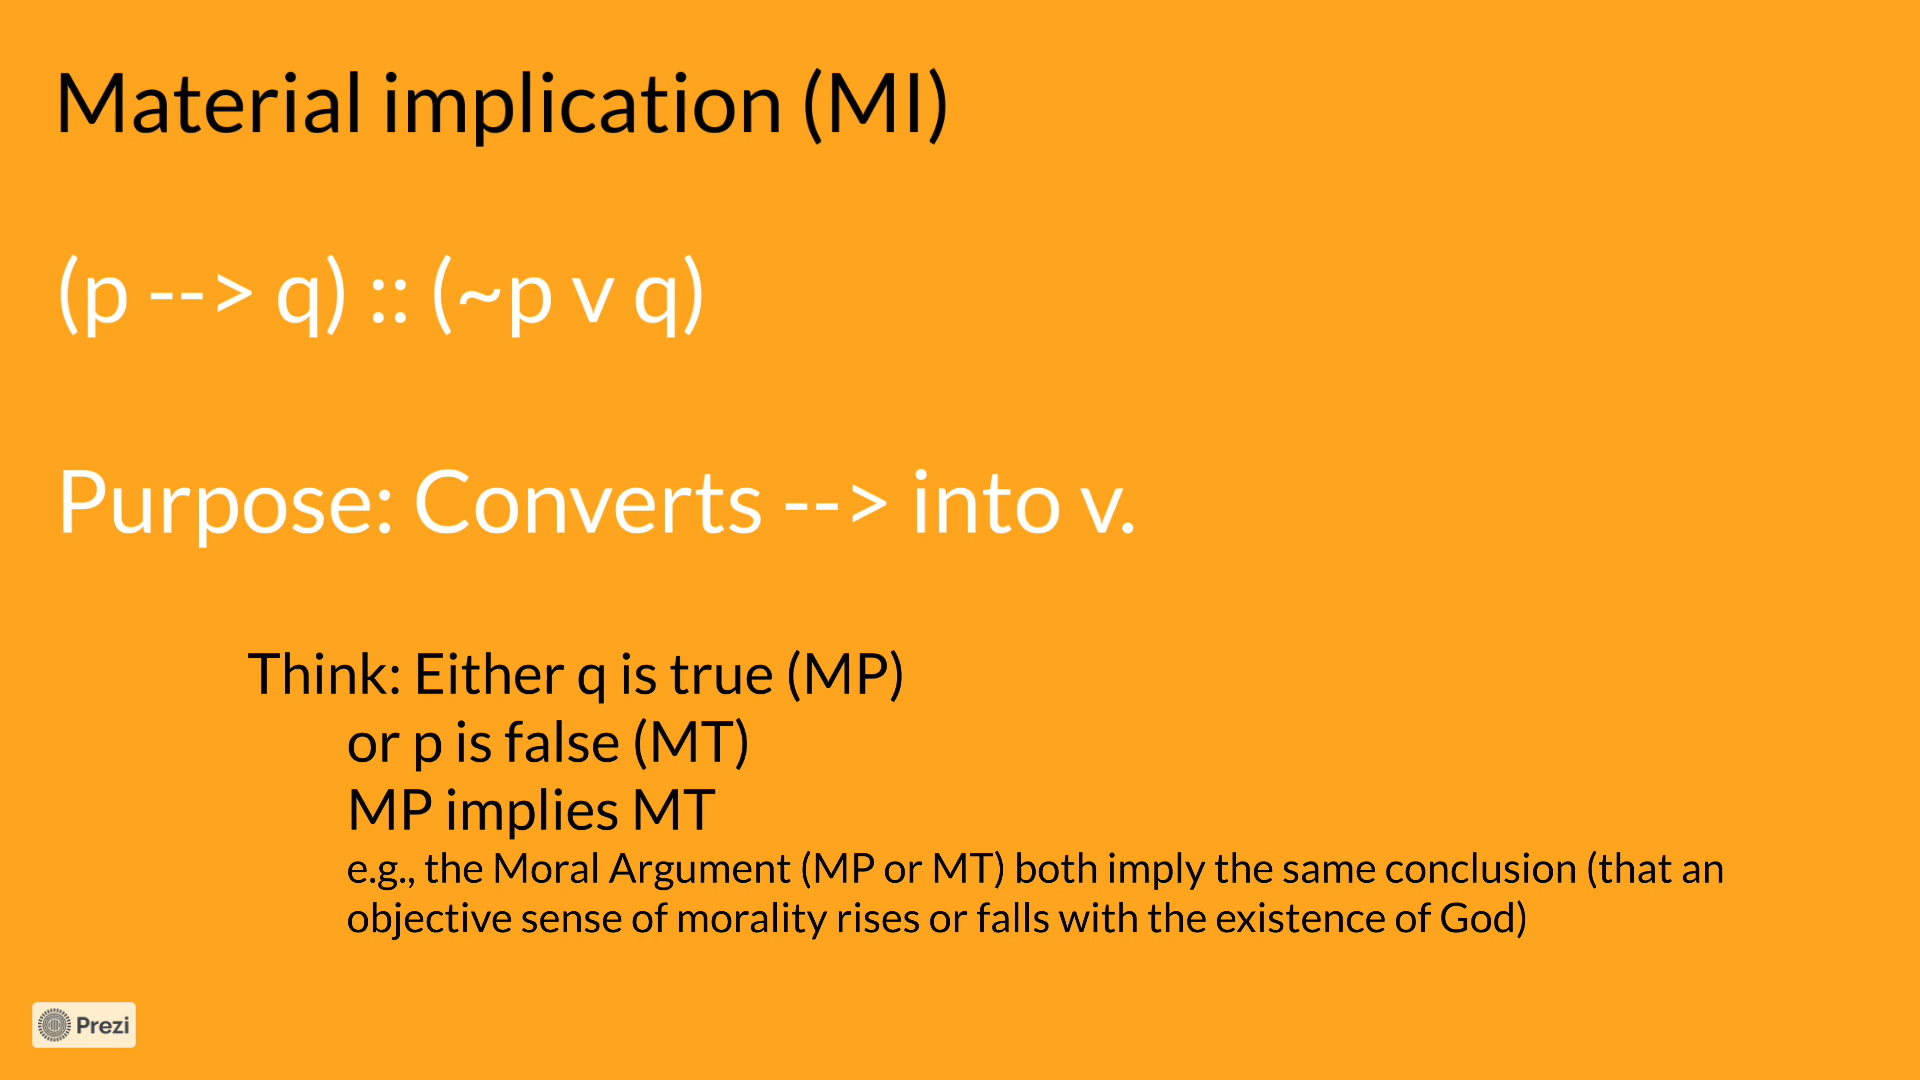 Material implication (MI)
(p --> q) :: (~p v q)
Purpose: Converts --> into v.
Think: Either q is true (MP)
or p is false (MT)
MP implies MT
e.g., the Moral Argument (MP or MT) both imply the same conclusion (that an
objective sense of morality rises or falls with the existence of God)
Prezi